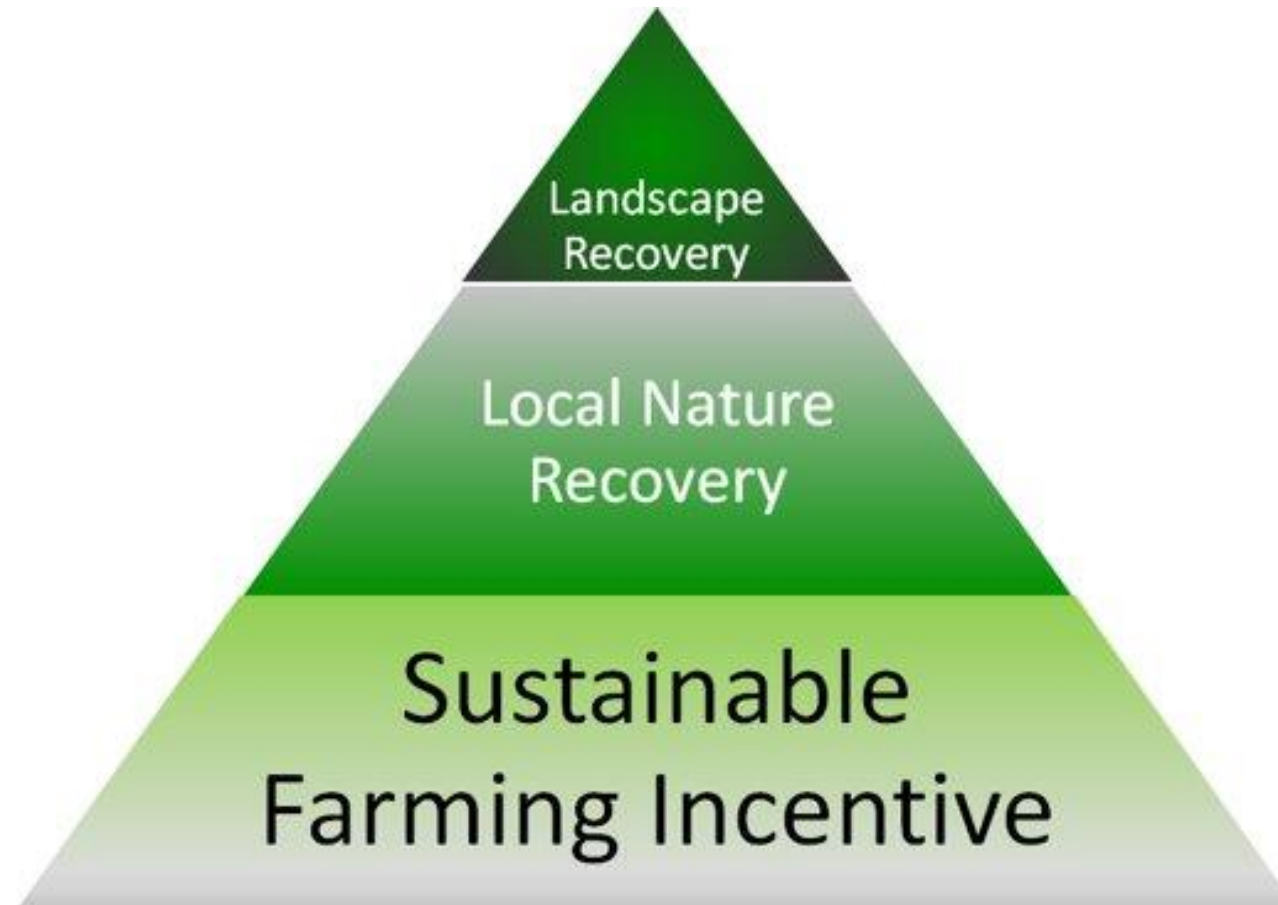 Landscape
Recovery
Local Nature
Recovery
Sustainable
Farming Incentive